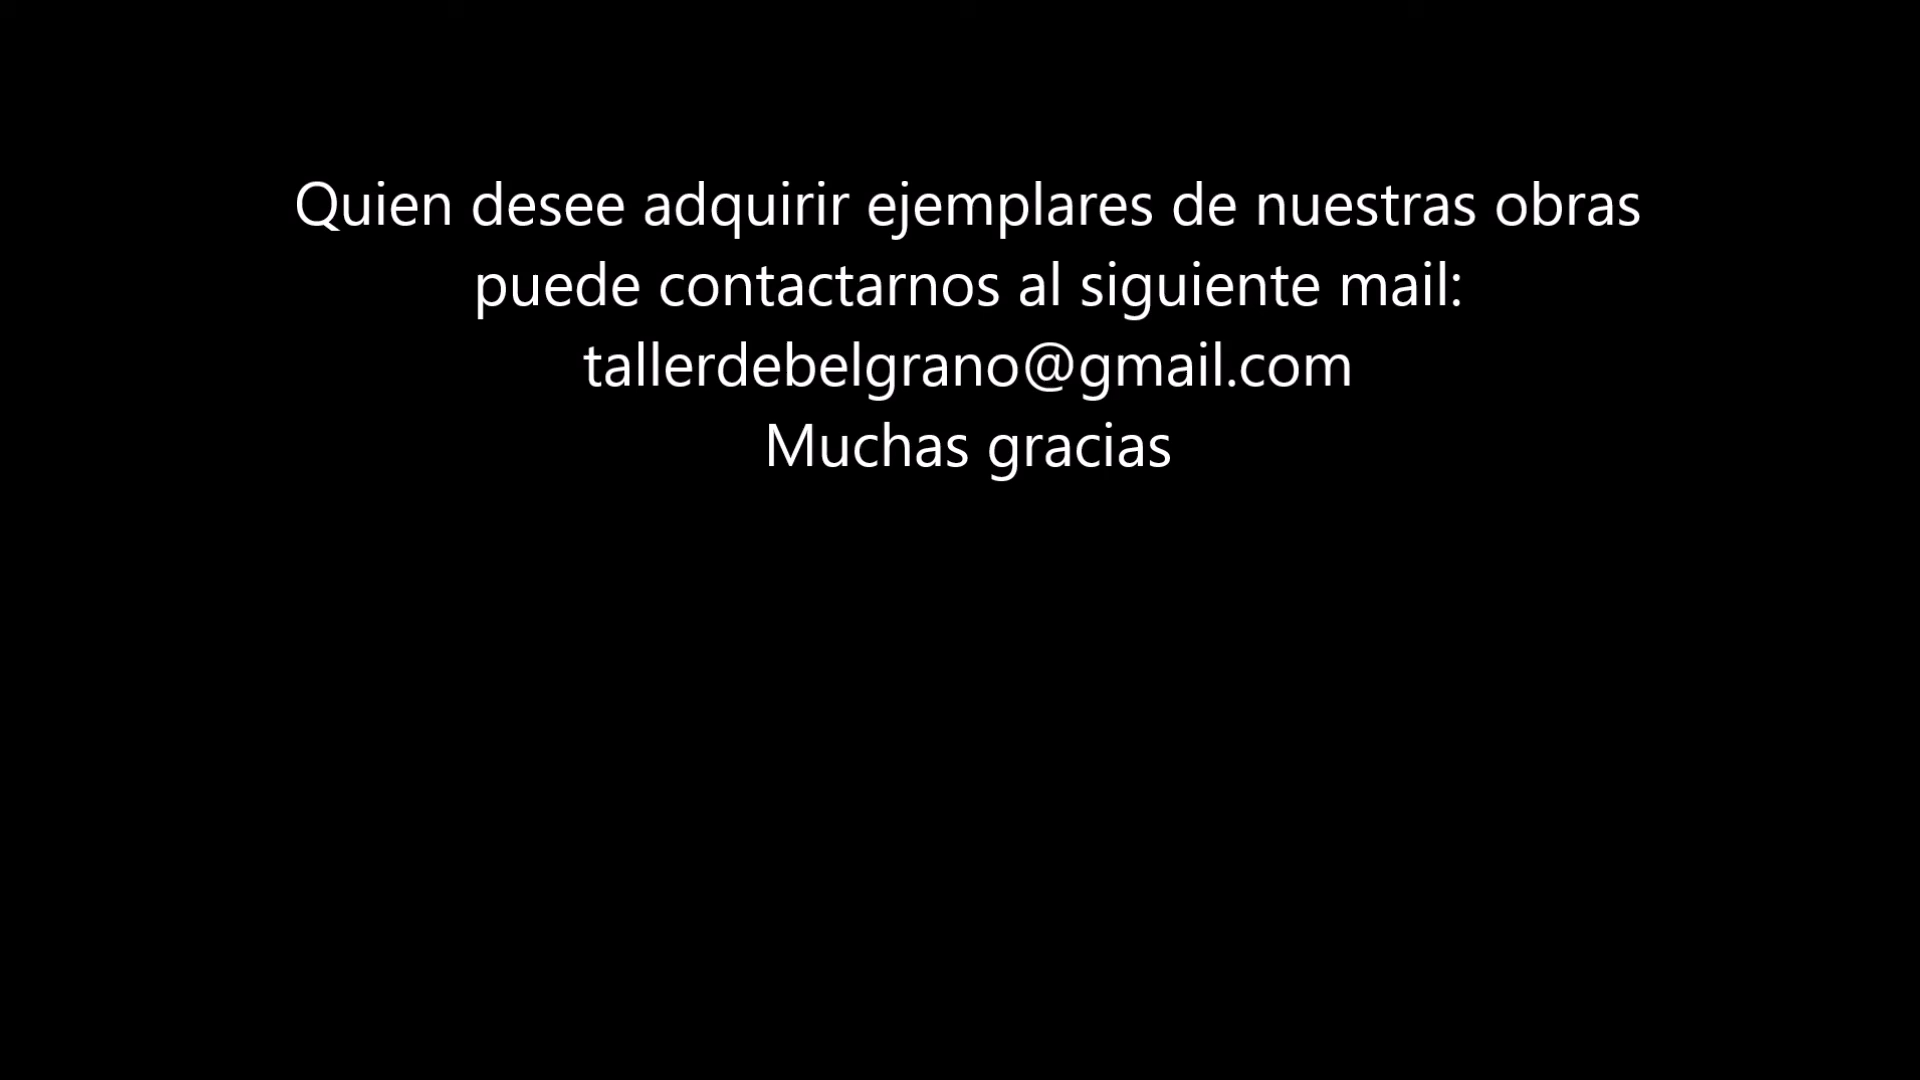 Quien desee adquirir ejemplares de nuestras obras
puede contactarnos al siguiente mail:
tallerdebelgrano@gmail.com
Muchas gracias